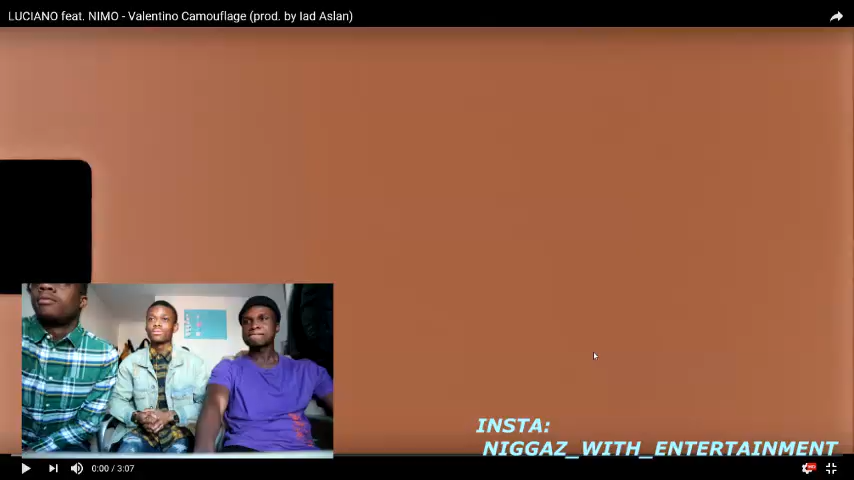 LUCIANO feat. NIMO - Valentino Camouflage (prod. by Iad Aslan)
INSTA:
NIGGAZ_WITH_ENTERTAINMENT
0:00 / 3:07